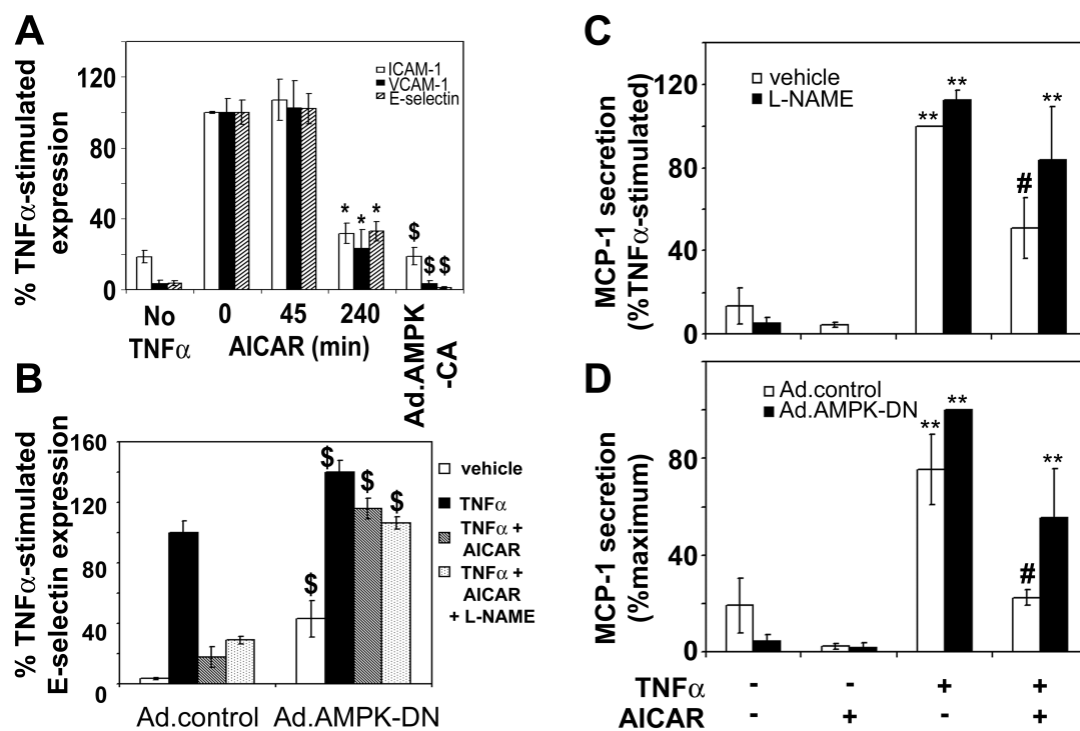 A
% TNFα-stimulated
expression
120
80
40
0
ICAM-1
VCAM-1
E-selectin
* * *
$
$ $
No
TNFα
0 45 240
AICAR (min)
Ad.AMPK
-CA
B
% TNFα-stimulated
E-selectin expression
160
120
80
40
0
$
$
$
$
vehicle
TNFα
TNFα +
AICAR
TNFα +
AICAR
+ L-NAME
Ad.control Ad.AMPK-DN
C
MCP-1 secretion
(%TNFα-stimulated)
120
80
40
0
vehicle
L-NAME
** **
#
**
D
MCP-1 secretion
(%maximum)
80
40
0
Ad.control
Ad.AMPK-DN
** **
#
**
TNFα - - + +
AICAR - + - +